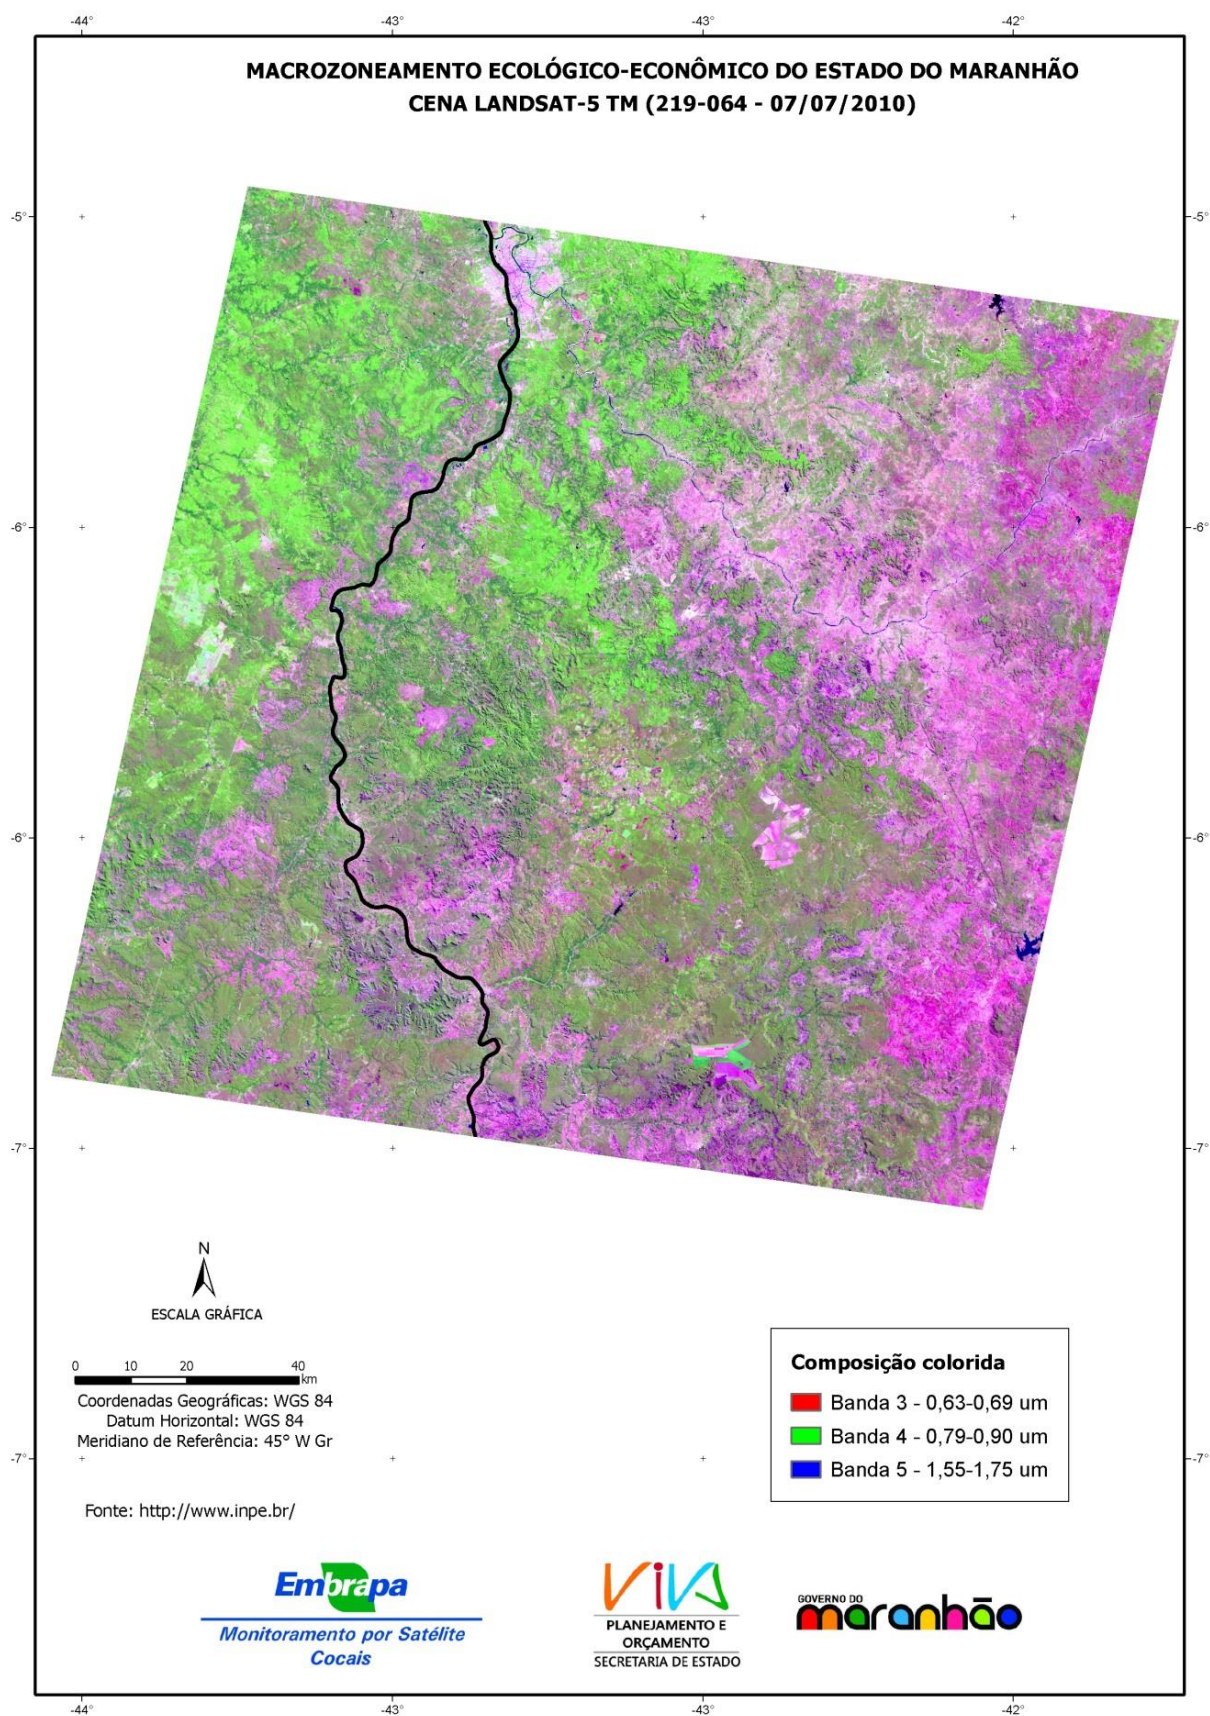 -44° -43° -43° -42°
MACROZONEAMENTO ECOLÓGICO-ECONÔMICO DO ESTADO DO MARANHÃO
CENA LANDSAT-5 TM (219-064 - 07/07/2010)
-5° -5°
-6° -6°
-6° -6°
-7° -7°
N
ESCALA GRÁFICA
0 10 20 40
km
Coordenadas Geográficas: WGS 84
Datum Horizontal: WGS 84
Meridiano de Referência: 45° W Gr
Composição colorida
Banda 3 - 0,63-0,69 um
Banda 4 - 0,79-0,90 um
Banda 5 - 1,55-1,75 um
-7° -7°
Fonte: http://www.inpe.br/
Embrapa
Monitoramento por Satélite
Cocais
VIVA
PLANEJAMENTO E
ORÇAMENTO
SECRETARIA DE ESTADO
GOVERNO DO
maranhão
-44° -43° -43° -42°